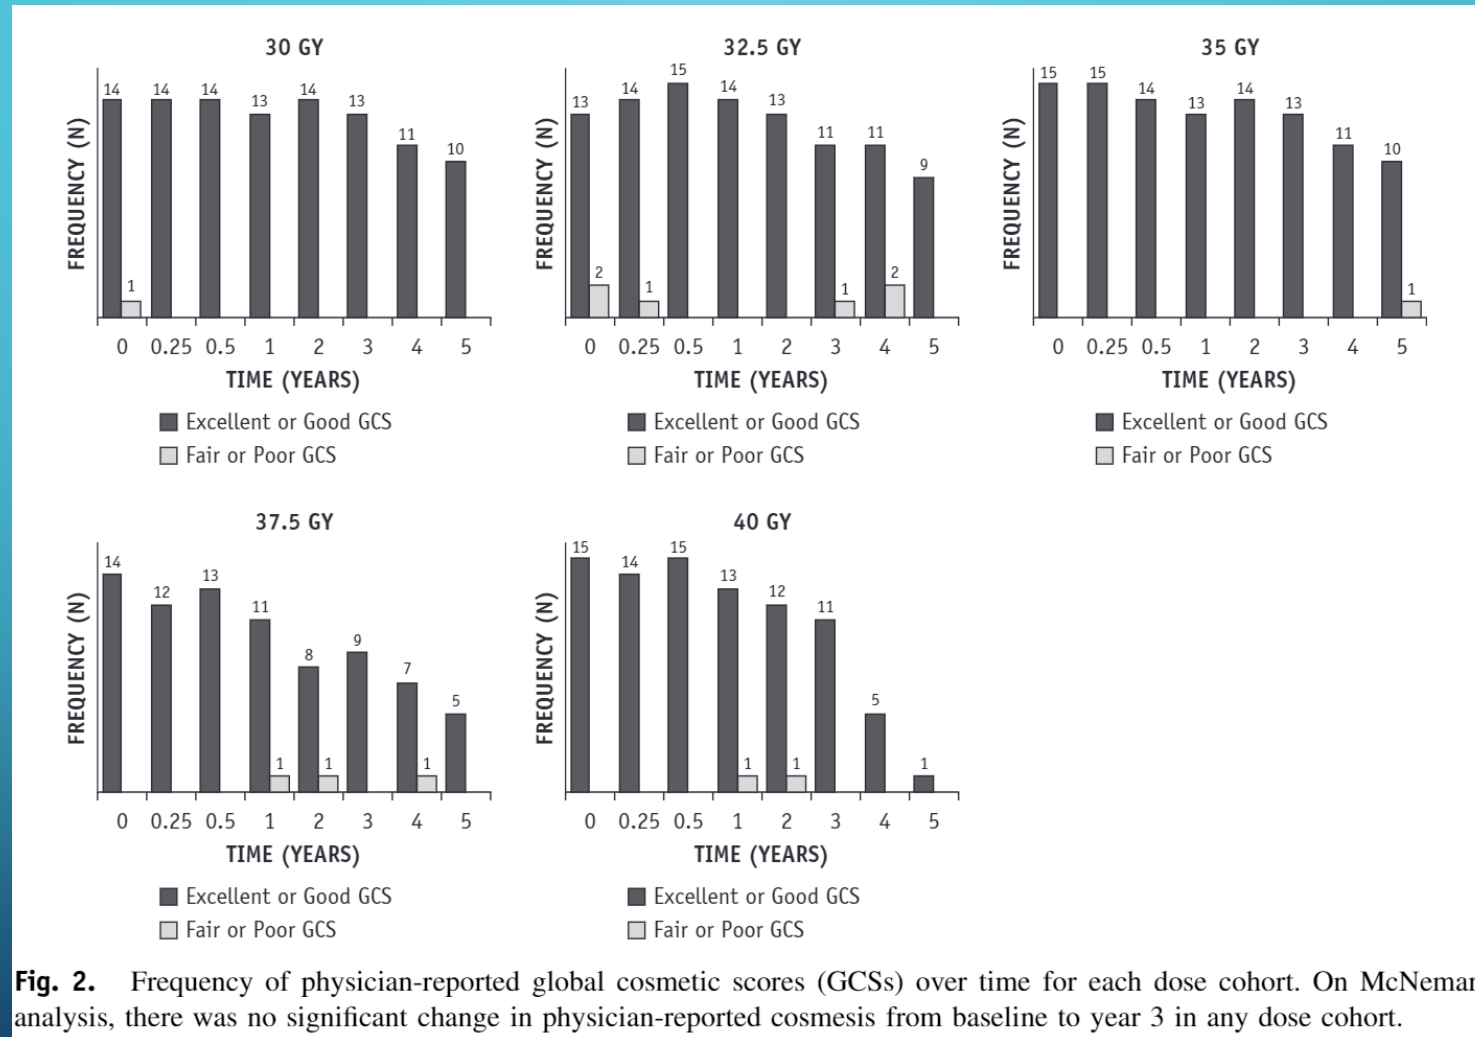 30 GY
14 14 14 13 14 13 11 10
1
FREQUENCY (N)
0 0.25 0.5 1 2 3 4 5
TIME (YEARS)
Excellent or Good GCS
Fair or Poor GCS
32.5 GY
13 14 15 14 13 11 11 9
2 1 1 2
FREQUENCY (N)
0 0.25 0.5 1 2 3 4 5
TIME (YEARS)
Excellent or Good GCS
Fair or Poor GCS
35 GY
15 15 14 13 14 13 11 10
1
FREQUENCY (N)
0 0.25 0.5 1 2 3 4 5
TIME (YEARS)
Excellent or Good GCS
Fair or Poor GCS
37.5 GY
14 12 13 11 8 9 7 5
1 1 1
FREQUENCY (N)
0 0.25 0.5 1 2 3 4 5
TIME (YEARS)
Excellent or Good GCS
Fair or Poor GCS
40 GY
15 14 15 13 12 11 5 1
1 1
FREQUENCY (N)
0 0.25 0.5 1 2 3 4 5
TIME (YEARS)
Excellent or Good GCS
Fair or Poor GCS
Fig. 2. Frequency of physician-reported global cosmetic scores (GCSs) over time for each dose cohort. On McNemar
analysis, there was no significant change in physician-reported cosmesis from baseline to year 3 in any dose cohort.